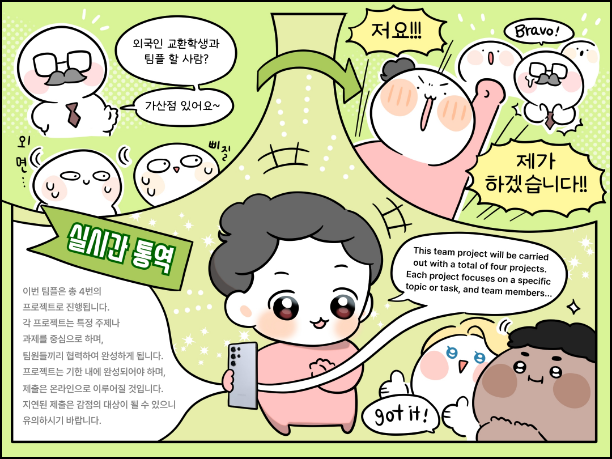 외국인 교환학생과
팀플 할 사람?
가산점 있어요~
외
면...
삐질
저요!!!
Bravo!
제가
하겠습니다!!
실시간 통역
이번 팀플은 총 4번의
프로젝트로 진행됩니다.
각 프로젝트는 특정 주제나
과제를 중심으로 하며,
팀원들끼리 협력하여 완성하게 됩니다.
프로젝트는 기한 내에 완성되어야 하며,
제출은 온라인으로 이루어질 것입니다.
지연된 제출은 감점의 대상이 될 수 있으니
유의하시기 바랍니다.
This team project will be carried
out with a total of four projects.
Each project focuses on a specific
topic or task, and team members...
got it!